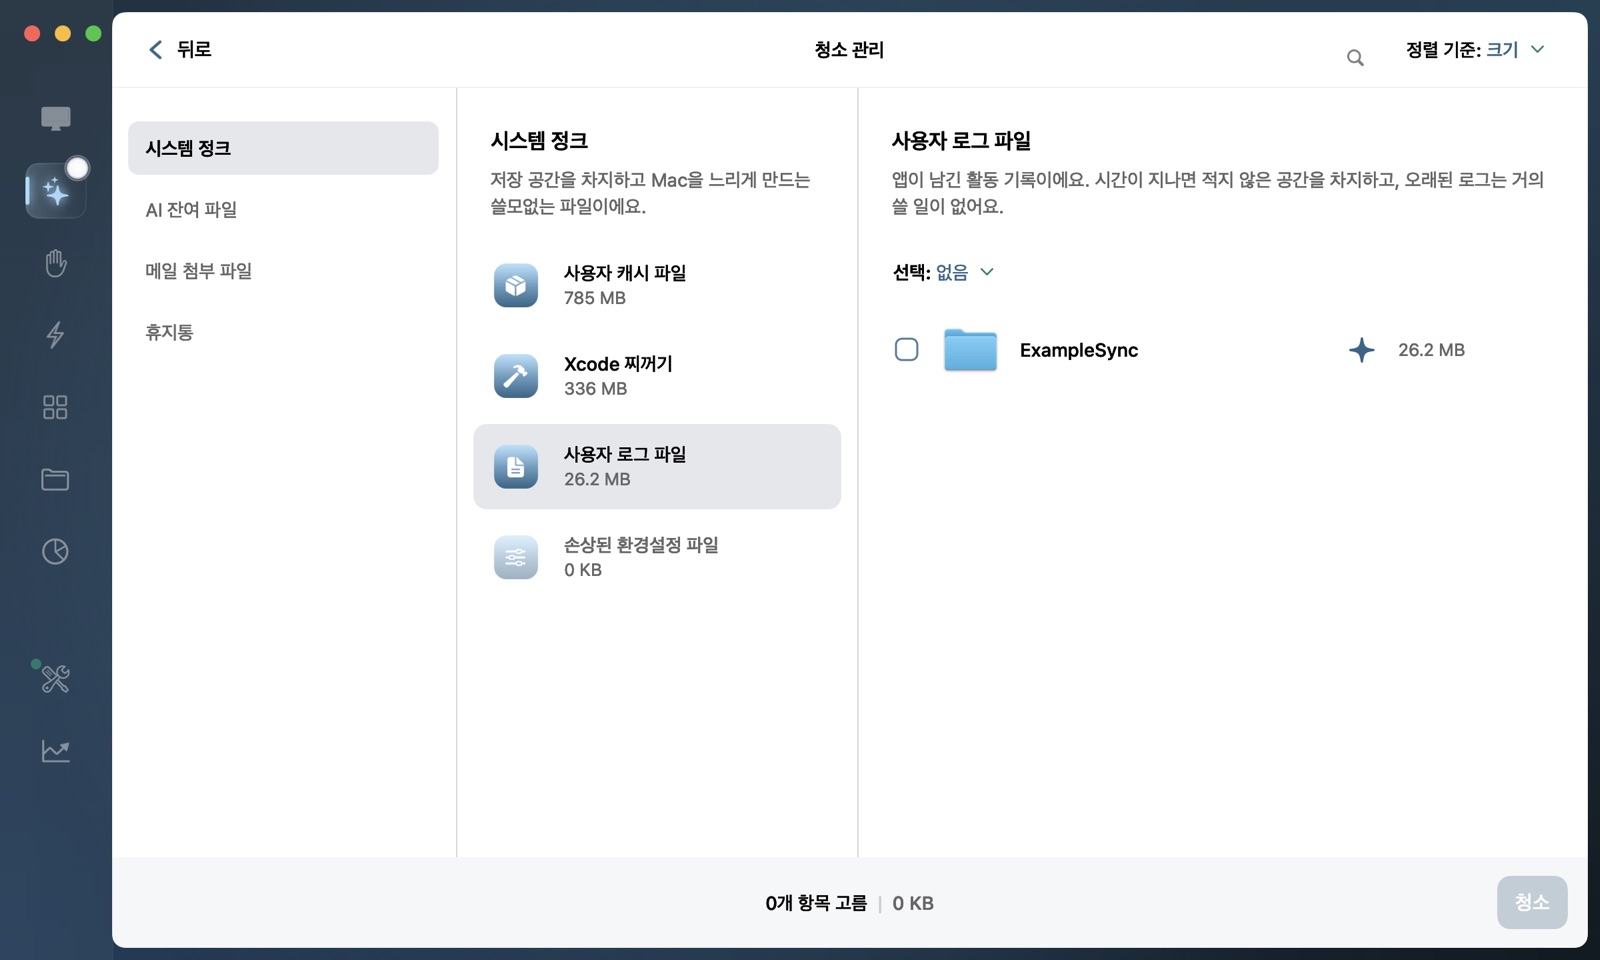 뒤로
청소 관리
정렬 기준: 크기
시스템 정크
AI 잔여 파일
메일 첨부 파일
휴지통
시스템 정크
저장 공간을 차지하고 Mac을 느리게 만드는
쓸모없는 파일이에요.
사용자 캐시 파일
785 MB
Xcode 찌꺼기
336 MB
사용자 로그 파일
26.2 MB
손상된 환경설정 파일
0 KB
사용자 로그 파일
앱이 남긴 활동 기록이에요. 시간이 지나면 적지 않은 공간을 차지하고, 오래된 로그는 거의
쓸 일이 없어요.
선택: 없음
ExampleSync
26.2 MB
0개 항목 고름 | 0 KB
청소